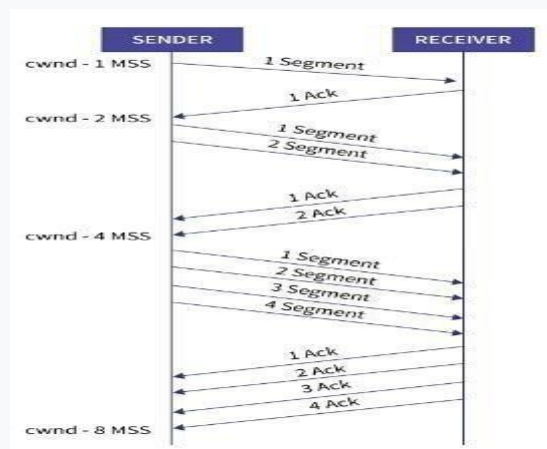 SENDER RECEIVER
cwnd - 1 MSS
1 Segment
1 Ack
cwnd - 2 MSS
1 Segment
2 Segment
1 Ack
2 Ack
cwnd - 4 MSS
1 Segment
2 Segment
3 Segment
4 Segment
1 Ack
2 Ack
3 Ack
4 Ack
cwnd - 8 MSS